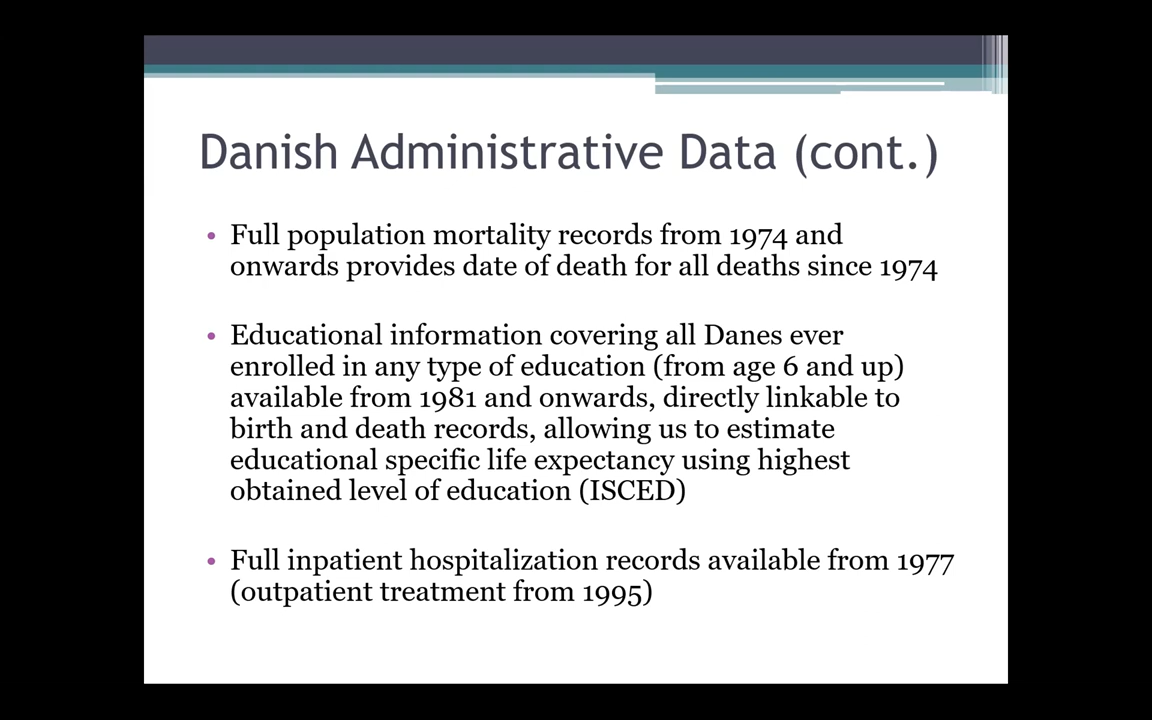 Danish Administrative Data (cont.)
• Full population mortality records from 1974 and
onwards provides date of death for all deaths since 1974
• Educational information covering all Danes ever
enrolled in any type of education (from age 6 and up)
available from 1981 and onwards, directly linkable to
birth and death records, allowing us to estimate
educational specific life expectancy using highest
obtained level of education (ISCED)
• Full inpatient hospitalization records available from 1977
(outpatient treatment from 1995)